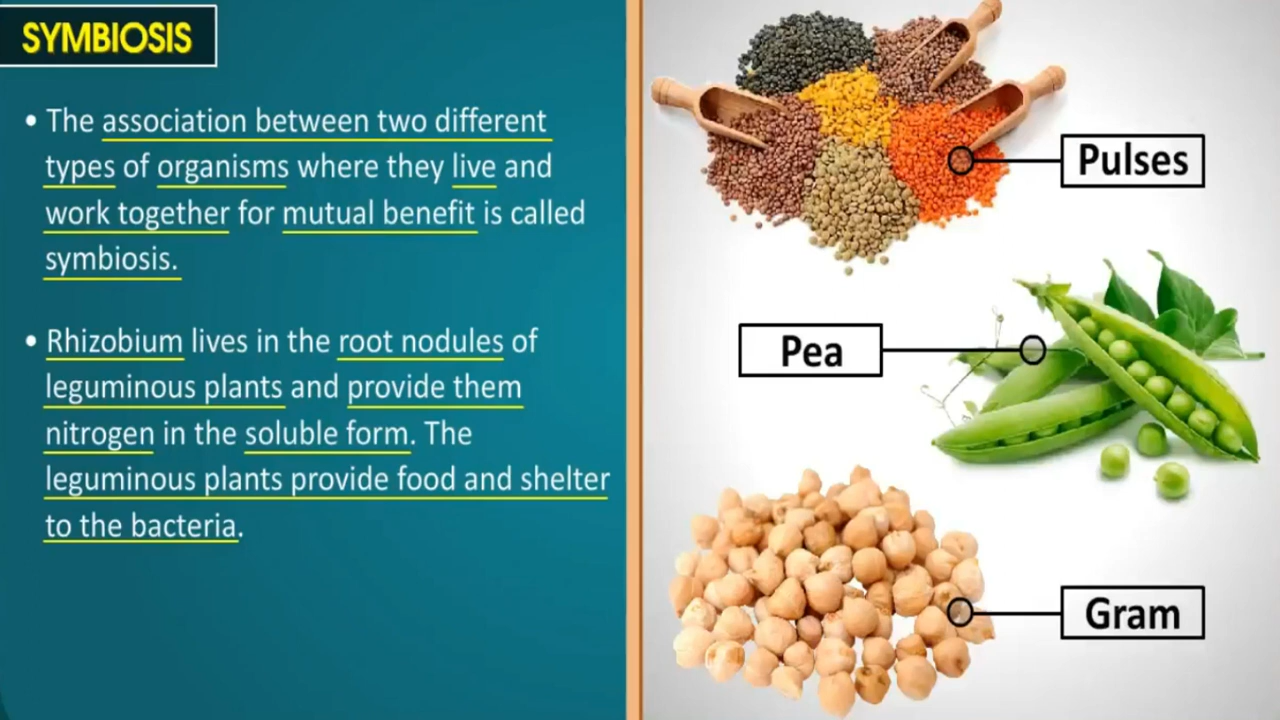 SYMBIOSIS
• The association between two different
types of organisms where they live and
work together for mutual benefit is called
symbiosis.
• Rhizobium lives in the root nodules of
leguminous plants and provide them
nitrogen in the soluble form. The
leguminous plants provide food and shelter
to the bacteria.
Pulses
Pea
Gram